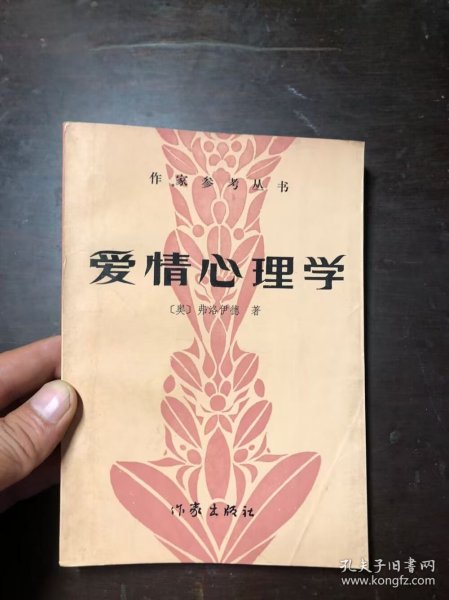 作家参考丛书
爱情心理学
〔奥〕弗洛伊德 著
作家出版社
孔夫子旧书网
www.kongfz.com